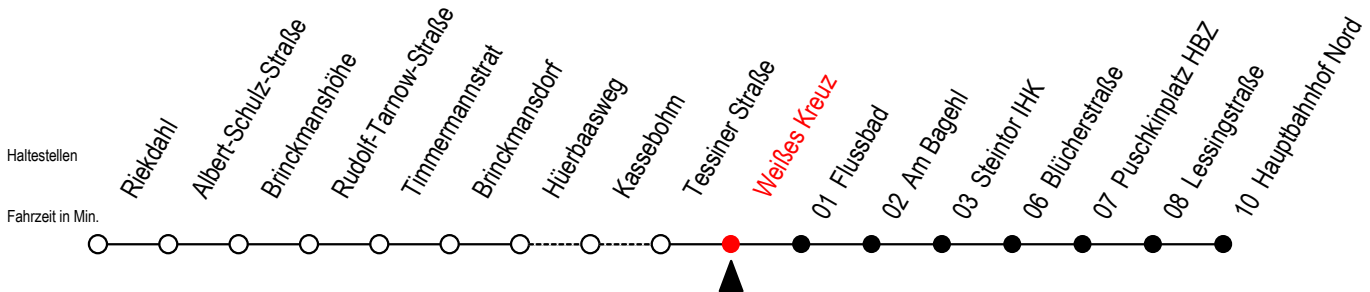 Haltestellen
Fahrzeit in Min.
Riekdahl
Albert-Schulz-Straße
Brinckmanshöhe
Rudolf-Tarnow-Straße
Timmermannstrat
Brinckmansdorf
Hüerbaasweg
Kassebohm
Tessiner Straße
Weißes Kreuz
01 Flussbad
02 Am Bagehl
03 Steintor IHK
06 Blücherstraße
07 Puschkinplatz HBZ
08 Lessingstraße
10 Hauptbahnhof Nord